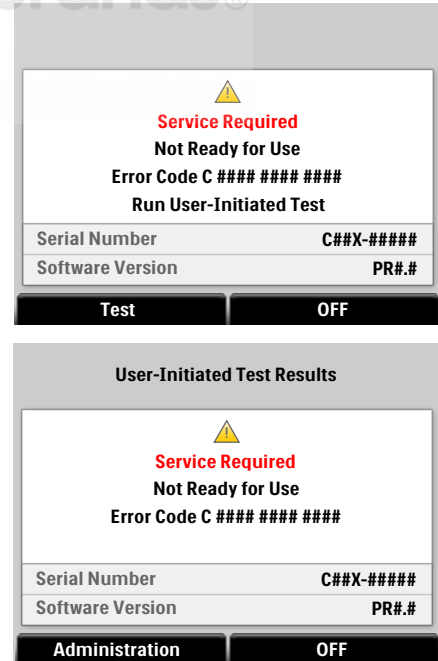 Service Required
Not Ready for Use
Error Code C #### #### ####
Run User-Initiated Test
Serial Number C##X-#####
Software Version PR#.#
Test OFF
User-Initiated Test Results
Service Required
Not Ready for Use
Error Code C #### #### ####
Serial Number C##X-#####
Software Version PR#.#
Administration OFF